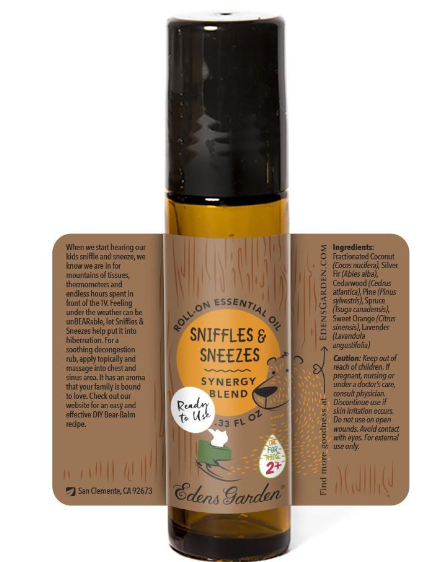 When we start hearing our
kids sniffle and sneeze, we
know we are in for
mountains of tissues,
thermometers and
endless hours spent in
front of the TV. Feeling
under the weather can be
unBEARable, let Sniffles &
Sneezes help put it into
hibernation. For a
soothing decongestion
rub, apply topically and
massage into chest and
sinus area. It has an aroma
that your family is bound
to love. Check out our
website for an easy and
effective DIY Bear-Balm
recipe.
San Clemente, CA 92673
ROLL-ON ESSENTIAL OIL
SNIFFLES &
SNEEZES
SYNERGY
BLEND
Ready
to Use
.33 FL OZ
OK
FOR
KIDS
2+
Edens Garden®
Find more goodness at EDENSGARDEN.COM
Ingredients:
Fractionated Coconut
(Cocos nucifera), Silver
Fir (Abies alba),
Cedarwood (Cedrus
atlantica), Pine (Pinus
sylvestris), Spruce
(Tsuga canadensis),
Sweet Orange (Citrus
sinensis), Lavender
(Lavandula
angustifolia)
Caution: Keep out of
reach of children. If
pregnant, nursing or
under a doctor's care,
consult physician.
Discontinue use if
skin irritation occurs.
Do not use on open
wounds. Avoid contact
with eyes. For external
use only.